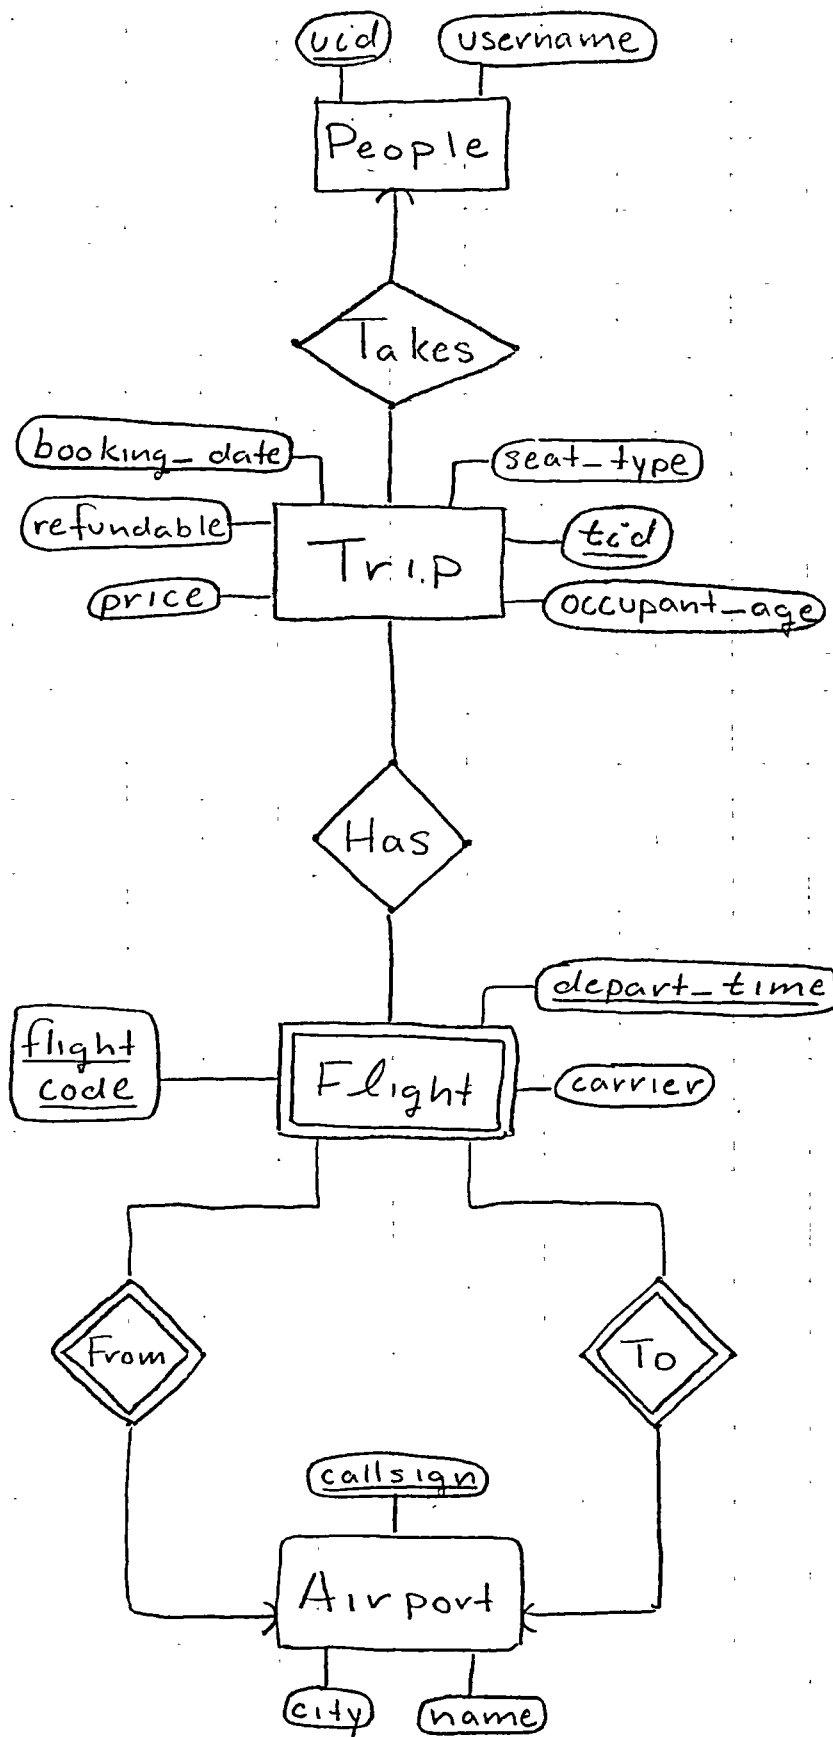 uid
username
People
Takes
booking_date
seat_type
refundable
Trip
tid
price
occupant_age
Has
depart_time
flight
code
Flight
carrier
From
To
callsign
Airport
city
name